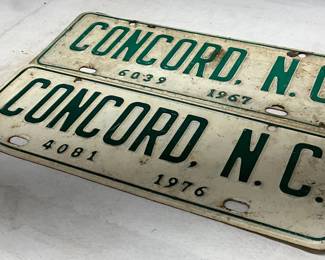 CONCORD, N. C
6039 1967
CONCORD, N. C.
4081 1976